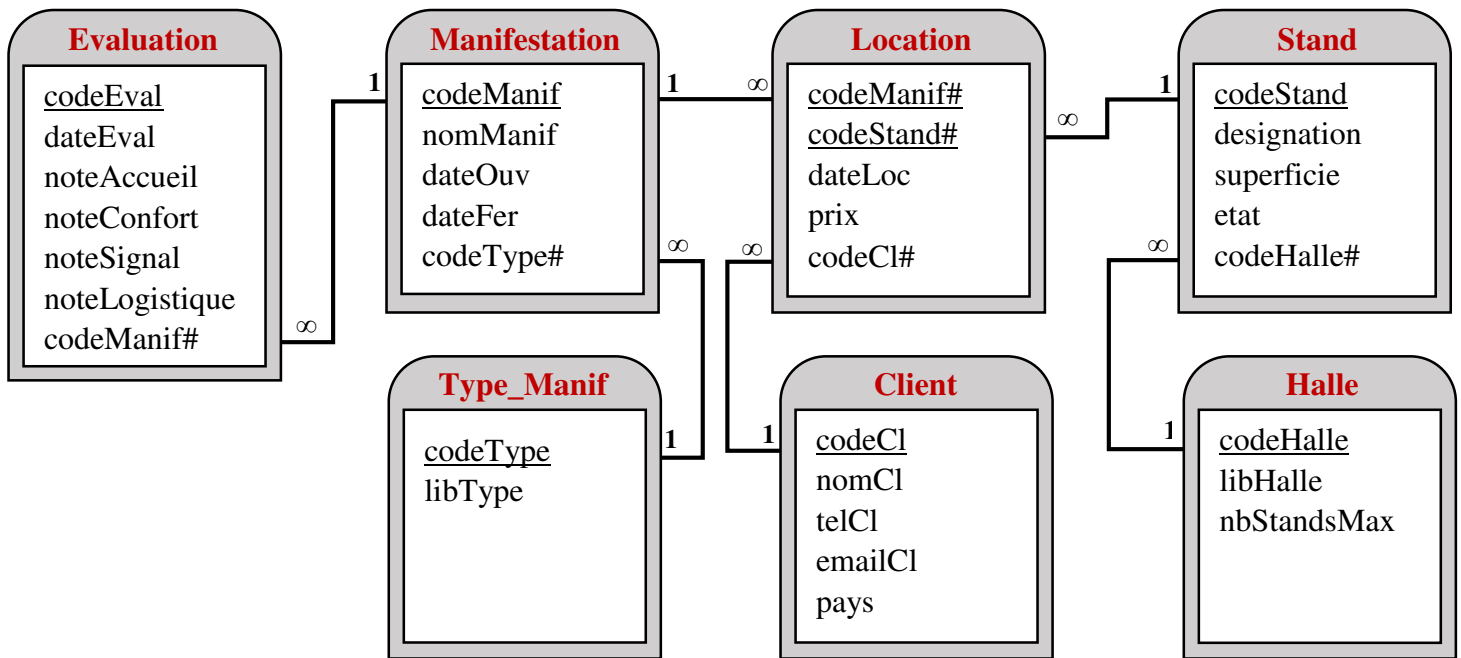 Evaluation
codeEval
dateEval
noteAccueil
noteConfort
noteSignal
noteLogistique
codeManif#
∞
1
Manifestation
codeManif
nomManif
dateOuv
dateFer
codeType#
1
∞
∞
Location
codeManif#
codeStand#
dateLoc
prix
codeCl#
∞
∞
1
Stand
codeStand
designation
superficie
etat
codeHalle#
∞
Type_Manif
codeType
libType
1
1
Client
codeCl
nomCl
telCl
emailCl
pays
1
Halle
codeHalle
libHalle
nbStandsMax